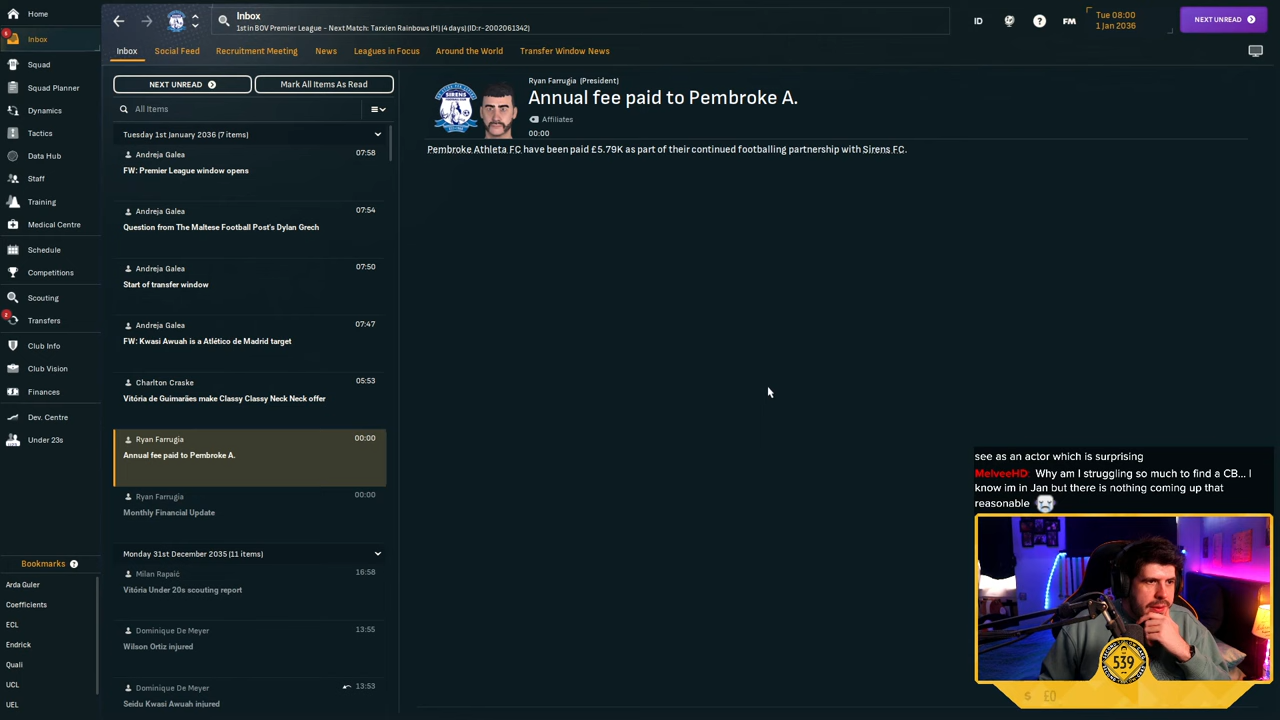 Home
Inbox
Squad
Squad Planner
Dynamics
Tactics
Data Hub
Staff
Training
Medical Centre
Schedule
Competitions
Scouting
Transfers
2
Club Info
Club Vision
Finances
Dev. Centre
Under 23s
Bookmarks ?
Arda Guler
Coefficients
ECL
Endrick
Quali
UCL
UEL
Inbox
1st in BOV Premier League - Next Match: Tarxien Rainbows (H) (4 days) (ID:r-2002061342)
ID
?
FM
Tue 08:00
1 Jan 2036
NEXT UNREAD
Inbox
Social Feed
Recruitment Meeting
News
Leagues in Focus
Around the World
Transfer Window News
NEXT UNREAD
Mark All Items As Read
All Items
Tuesday 1st January 2036 (7 items)
Andreja Galea 07:58
FW: Premier League window opens
Andreja Galea 07:54
Question from The Maltese Football Post's Dylan Grech
Andreja Galea 07:50
Start of transfer window
Andreja Galea 07:47
FW: Kwasi Awuah is a Atlético de Madrid target
Charlton Craske 05:53
Vitória de Guimarães make Classy Classy Neck Neck offer
Ryan Farrugia 00:00
Annual fee paid to Pembroke A.
Ryan Farrugia 00:00
Monthly Financial Update
Monday 31st December 2035 (11 items)
Milan Rapaić 16:58
Vitória Under 20s scouting report
Dominique De Meyer 13:55
Wilson Ortiz injured
Dominique De Meyer 13:53
Seidu Kwasi Awuah injured
Ryan Farrugia (President)
Annual fee paid to Pembroke A.
Affiliates
00:00
Pembroke Athleta FC have been paid £5.79K as part of their continued footballing partnership with Sirens FC.
SIRENS
see as an actor which is surprising
MelveeHD: Why am I struggling so much to find a CB... I
know im in Jan but there is nothing coming up that
reasonable
539